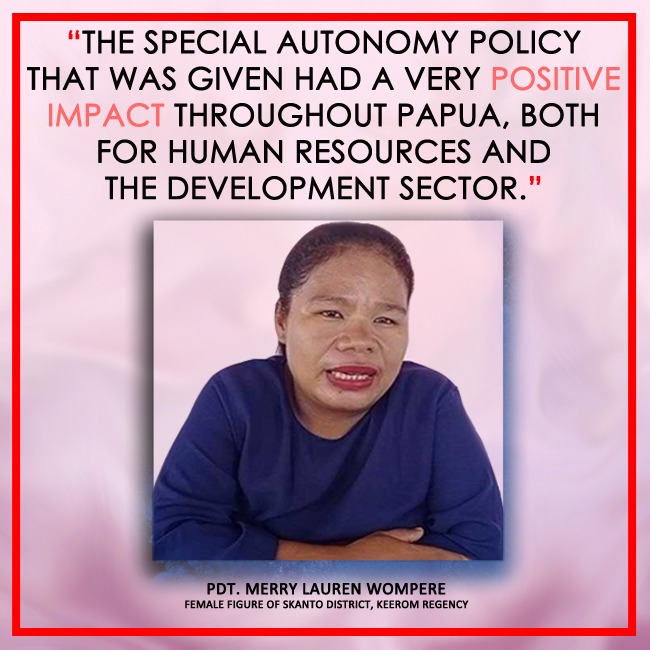 “THE SPECIAL AUTONOMY POLICY
THAT WAS GIVEN HAD A VERY POSITIVE
IMPACT THROUGHOUT PAPUA, BOTH
FOR HUMAN RESOURCES AND
THE DEVELOPMENT SECTOR.”
PDT. MERRY LAUREN WOMPERE
FEMALE FIGURE OF SKANTO DISTRICT, KEEROM REGENCY